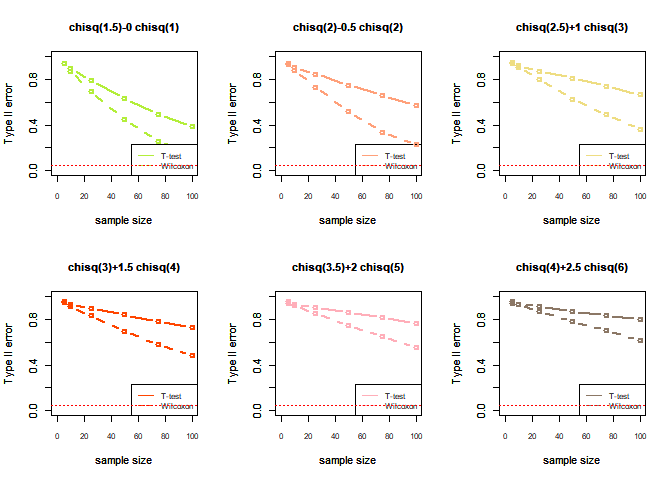 chisq(1.5)-0 chisq(1)
Type II error
0.0 0.4 0.8
T-test
Wilcoxon
0 20 40 60 80 100
sample size
chisq(2)-0.5 chisq(2)
Type II error
0.0 0.4 0.8
T-test
Wilcoxon
0 20 40 60 80 100
sample size
chisq(2.5)+1 chisq(3)
Type II error
0.0 0.4 0.8
T-test
Wilcoxon
0 20 40 60 80 100
sample size
chisq(3)+1.5 chisq(4)
Type II error
0.0 0.4 0.8
T-test
Wilcoxon
0 20 40 60 80 100
sample size
chisq(3.5)+2 chisq(5)
Type II error
0.0 0.4 0.8
T-test
Wilcoxon
0 20 40 60 80 100
sample size
chisq(4)+2.5 chisq(6)
Type II error
0.0 0.4 0.8
T-test
Wilcoxon
0 20 40 60 80 100
sample size